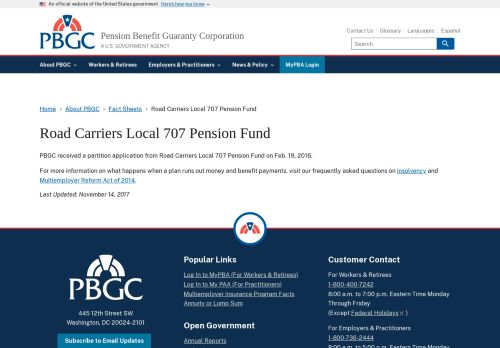 An official website of the United States government Here's how you know
PBGC
Pension Benefit Guaranty Corporation
A U.S. GOVERNMENT AGENCY
Contact Us Glossary Languages Español
Search
About PBGC Workers & Retirees Employers & Practitioners News & Policy MyPBA Login
Home › About PBGC › Fact Sheets › Road Carriers Local 707 Pension Fund
Road Carriers Local 707 Pension Fund
PBGC received a partition application from Road Carriers Local 707 Pension Fund on Feb. 19, 2016.
For more information on what happens when a plan runs out money and benefit payments, visit our frequently asked questions on insolvency and
Multiemployer Reform Act of 2014.
Last Updated: November 14, 2017
PBGC
445 12th Street SW
Washington, DC 20024-2101
Subscribe to Email Updates
Popular Links
Log In to MyPBA (For Workers & Retirees)
Log In to My PAA (For Practitioners)
Multiemployer Insurance Program Facts
Annuity or Lump Sum
Open Government
Annual Reports
Customer Contact
For Workers & Retirees
1-800-400-7242
8:00 a.m. to 7:00 p.m. Eastern Time Monday
Through Friday
(Except Federal Holidays )
For Employers & Practitioners
1-800-736-2444
8:00 a.m. to 5:00 p.m. Eastern Time Monday